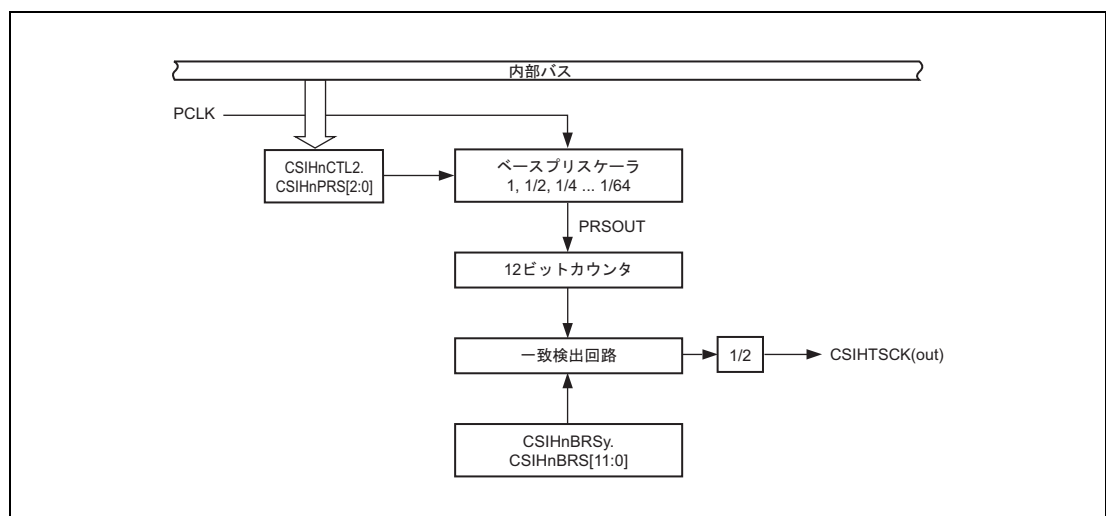 内部バス
PCLK
CSIHnCTL2.
CSIHnPRS[2:0]
ベースプリスケーラ
1, 1/2, 1/4 ... 1/64
PRSOUT
12ビットカウンタ
一致検出回路
1/2
CSIHTSCK(out)
CSIHnBRSy.
CSIHnBRS[11:0]